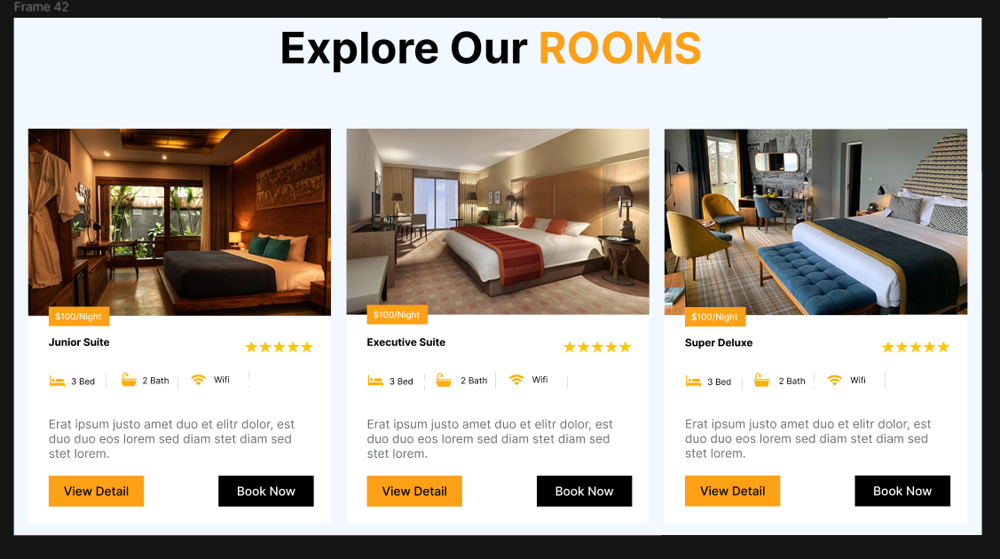 Frame 42
Explore Our ROOMS
$100/Night
Junior Suite
3 Bed
2 Bath
Wifi
Erat ipsum justo amet duo et elitr dolor, est
duo duo eos lorem sed diam stet diam sed
stet lorem.
View Detail
Book Now
$100/Night
Executive Suite
3 Bed
2 Bath
Wifi
Erat ipsum justo amet duo et elitr dolor, est
duo duo eos lorem sed diam stet diam sed
stet lorem.
View Detail
Book Now
$100/Night
Super Deluxe
3 Bed
2 Bath
Wifi
Erat ipsum justo amet duo et elitr dolor, est
duo duo eos lorem sed diam stet diam sed
stet lorem.
View Detail
Book Now